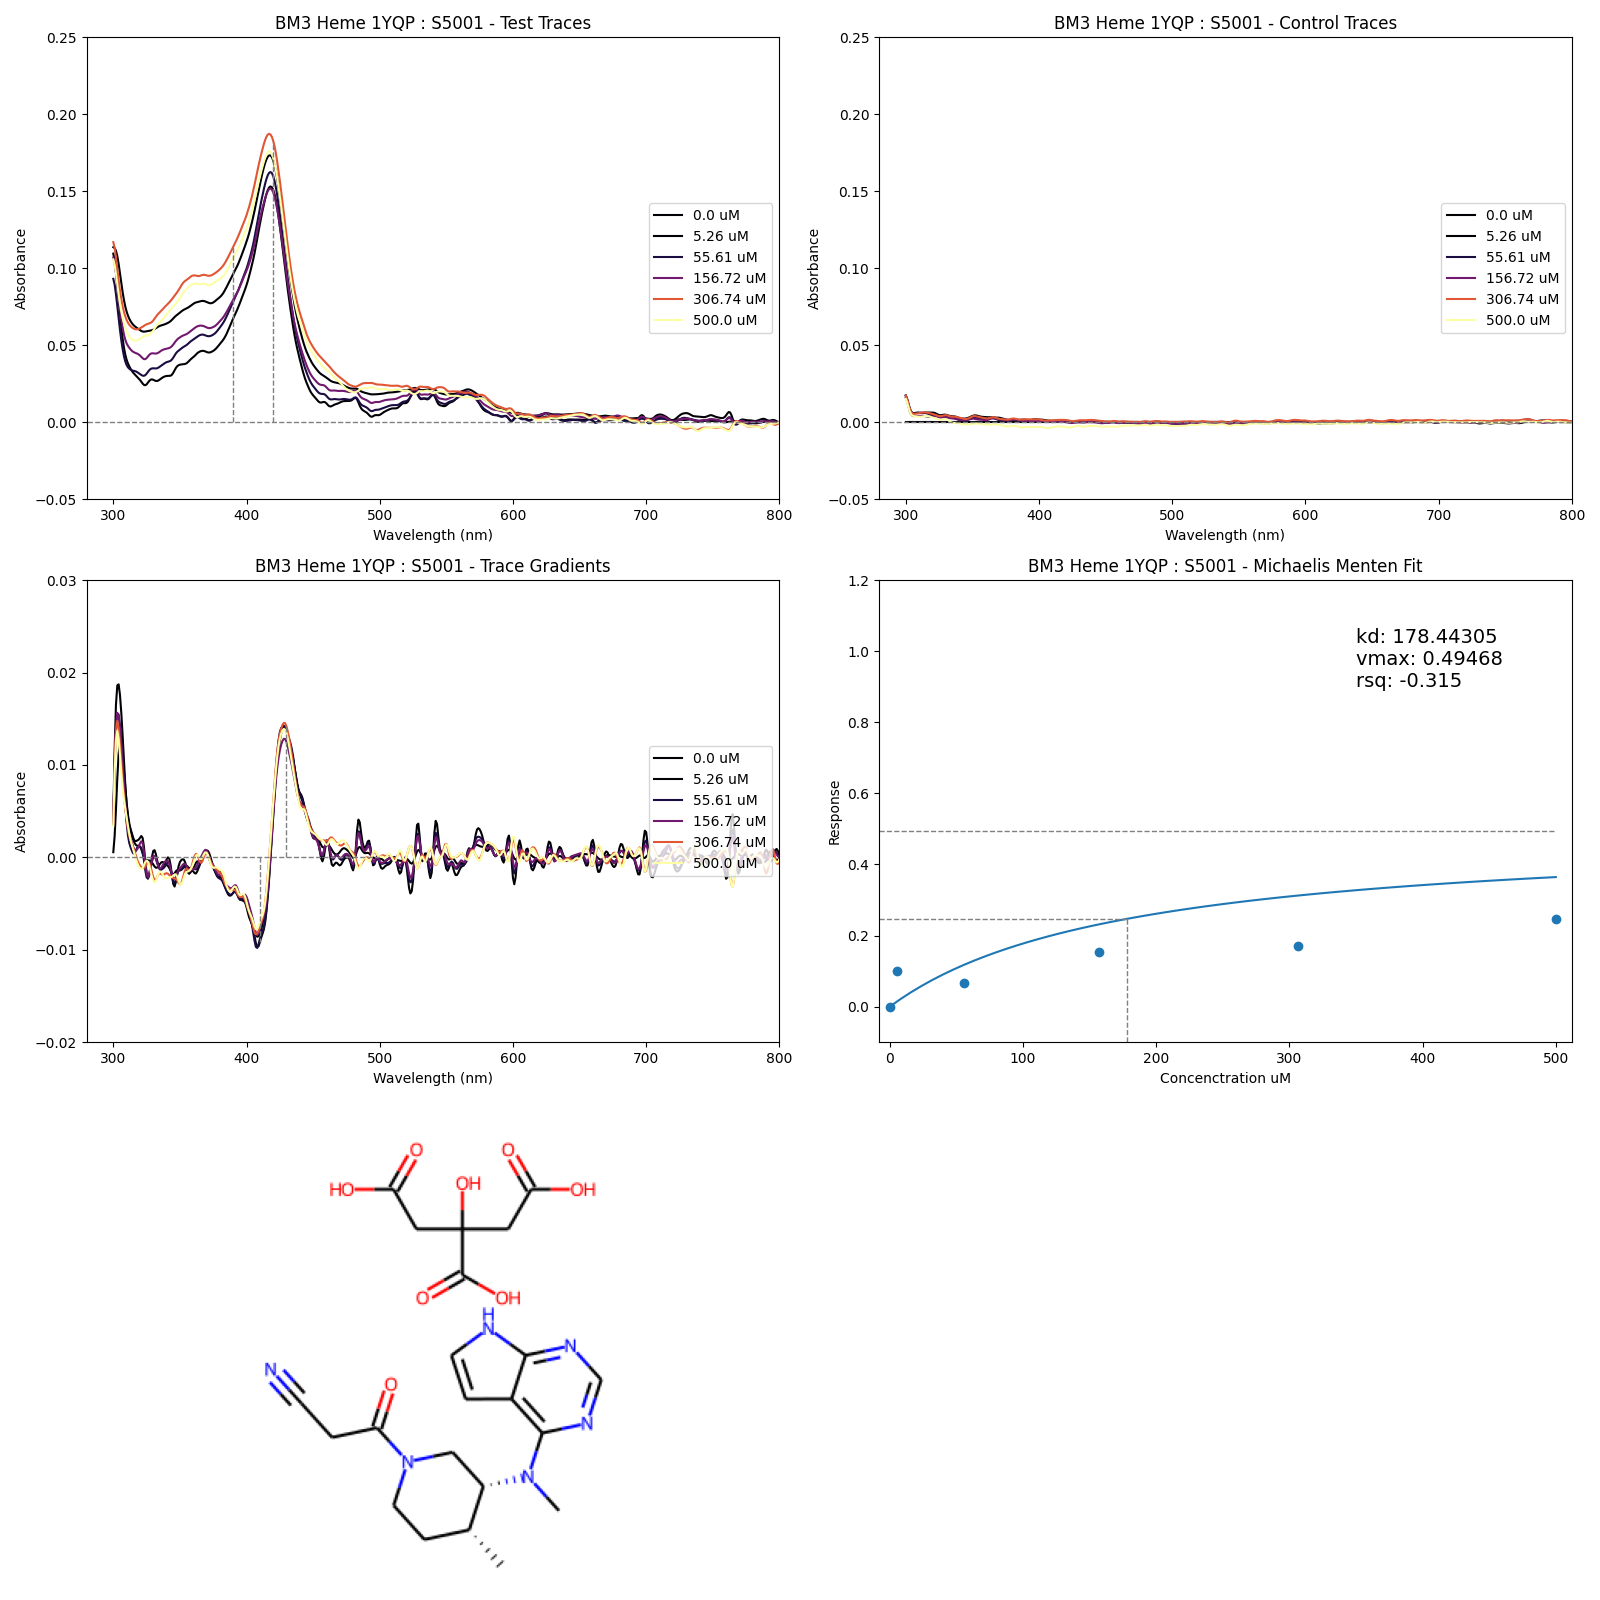 BM3 Heme 1YQP : S5001 - Test Traces
0.25
0.20
0.15
0.10
0.05
0.00
−0.05
Absorbance
300 400 500 600 700 800
Wavelength (nm)
0.0 uM
5.26 uM
55.61 uM
156.72 uM
306.74 uM
500.0 uM
BM3 Heme 1YQP : S5001 - Control Traces
0.25
0.20
0.15
0.10
0.05
0.00
−0.05
Absorbance
300 400 500 600 700 800
Wavelength (nm)
0.0 uM
5.26 uM
55.61 uM
156.72 uM
306.74 uM
500.0 uM
BM3 Heme 1YQP : S5001 - Trace Gradients
0.03
0.02
0.01
0.00
−0.01
−0.02
Absorbance
300 400 500 600 700 800
Wavelength (nm)
0.0 uM
5.26 uM
55.61 uM
156.72 uM
306.74 uM
500.0 uM
BM3 Heme 1YQP : S5001 - Michaelis Menten Fit
1.2
1.0
0.8
0.6
0.4
0.2
0.0
Response
kd: 178.44305
vmax: 0.49468
rsq: -0.315
0 100 200 300 400 500
Concenctration uM
O O
HO OH OH
O OH
H
N N
N O
N
N N